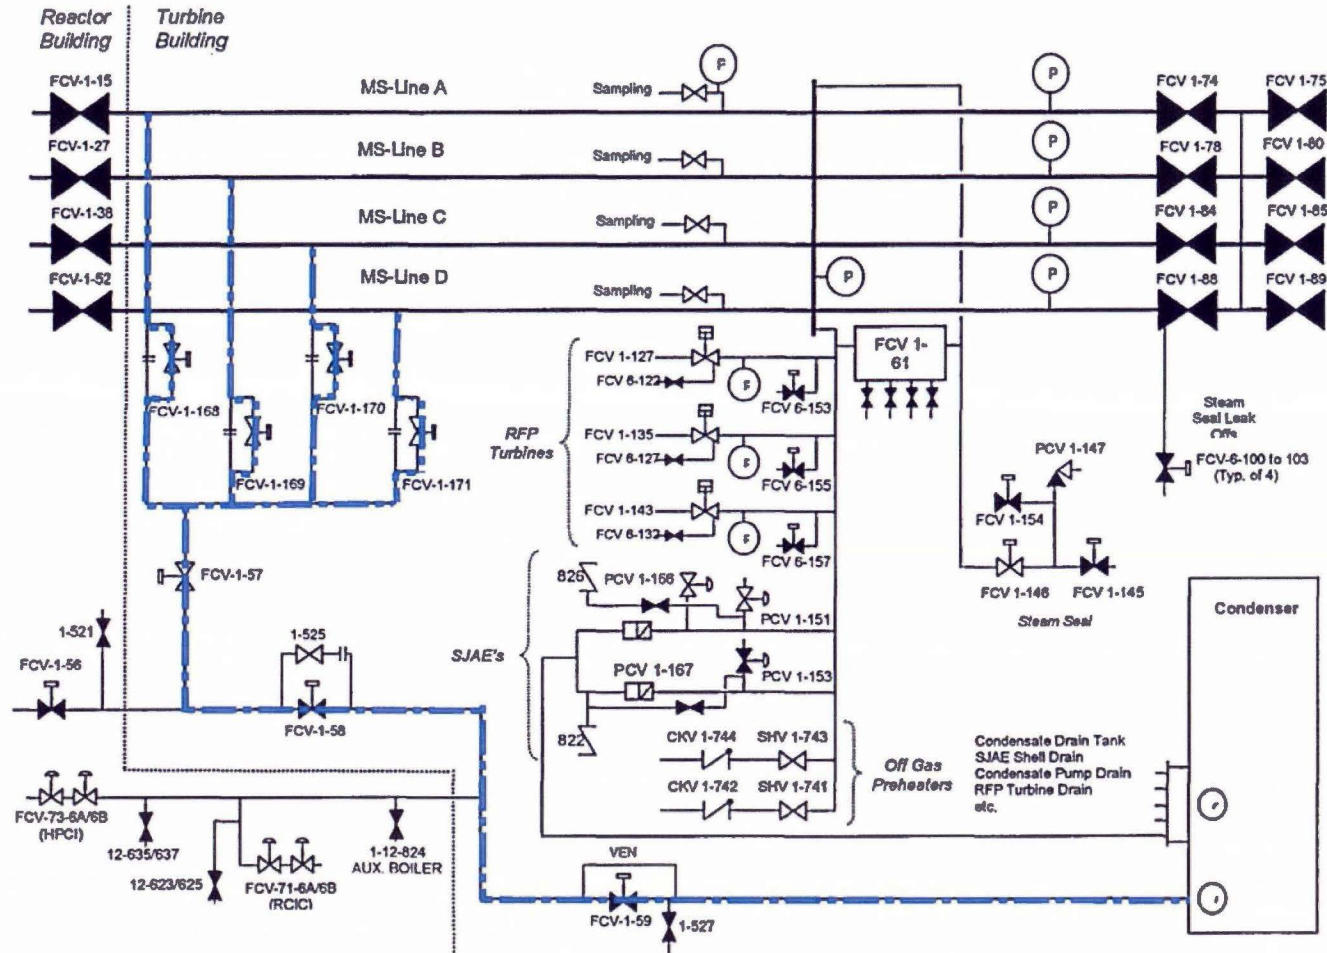 Reactor
Building
Turbine
Building
FCV-1-15
MS-Line A
Sampling
P
P
FCV 1-74
FCV 1-75
FCV-1-27
MS-Line B
Sampling
P
FCV 1-78
FCV 1-80
FCV-1-38
MS-Line C
Sampling
P
FCV 1-84
FCV 1-85
FCV-1-52
MS-Line D
Sampling
P
P
FCV 1-88
FCV 1-89
FCV-1-168
FCV-1-170
FCV-1-169
FCV-1-171
RFP
Turbines
FCV 1-127
FCV 6-122
F
FCV 6-153
FCV 1-135
FCV 6-127
F
FCV 6-155
FCV 1-143
FCV 6-132
F
FCV 6-157
FCV 1-
61
Steam
Seal Leak
Offs
FCV-6-100 to 103
(Typ. of 4)
PCV 1-147
FCV 1-154
FCV 1-146
FCV 1-145
Steam Seal
FCV-1-57
1-521
FCV-1-56
1-525
FCV-1-58
SJAE's
826
PCV 1-166
PCV 1-151
PCV 1-167
PCV 1-153
822
CKV 1-744
SHV 1-743
CKV 1-742
SHV 1-741
Off Gas
Preheaters
Condensate Drain Tank
SJAE Shell Drain
Condensate Pump Drain
RFP Turbine Drain
etc.
Condenser
FCV-73-6A/6B
(HPCI)
12-635/637
12-623/625
FCV-71-6A/6B
(RCIC)
1-12-824
AUX. BOILER
VEN
FCV-1-59
1-527